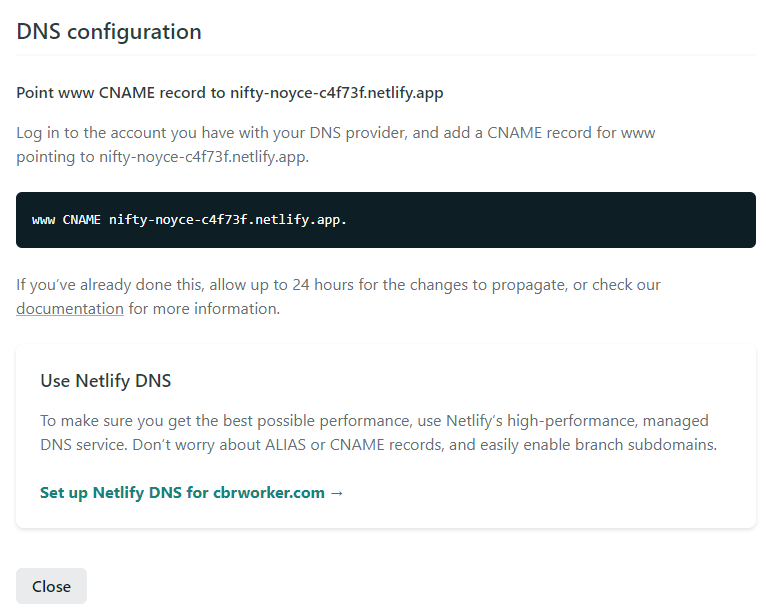 DNS configuration
Point www CNAME record to nifty-noyce-c4f73f.netlify.app
Log in to the account you have with your DNS provider, and add a CNAME record for www
pointing to nifty-noyce-c4f73f.netlify.app.
www CNAME nifty-noyce-c4f73f.netlify.app.
If you’ve already done this, allow up to 24 hours for the changes to propagate, or check our
documentation for more information.
Use Netlify DNS
To make sure you get the best possible performance, use Netlify’s high-performance, managed
DNS service. Don’t worry about ALIAS or CNAME records, and easily enable branch subdomains.
Set up Netlify DNS for cbrworker.com →
Close